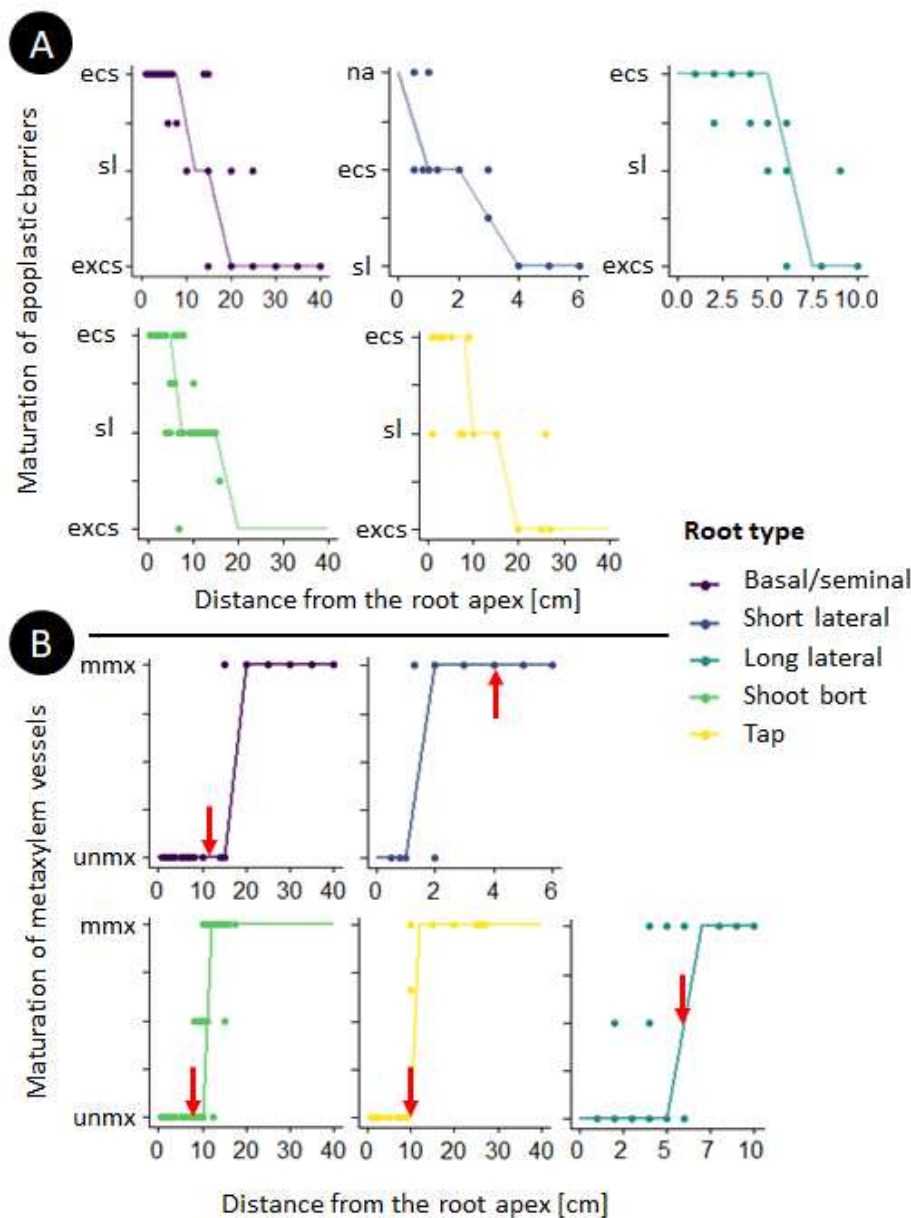 A
Maturation of apoplastic barriers
ecs
sl
excs
0 10 20 30 40
na
ecs
sl
0 2 4 6
ecs
sl
excs
0.0 2.5 5.0 7.5 10.0
ecs
sl
excs
0 10 20 30 40
ecs
sl
excs
0 10 20 30 40
Distance from the root apex [cm]
Root type
Basal/seminal
Short lateral
Long lateral
Shoot bort
Tap
B
Maturation of metaxylem vessels
mmx
unmx
0 10 20 30 40
0 2 4 6
mmx
unmx
0 10 20 30 40
0 10 20 30 40
0 2 5 7 10
Distance from the root apex [cm]